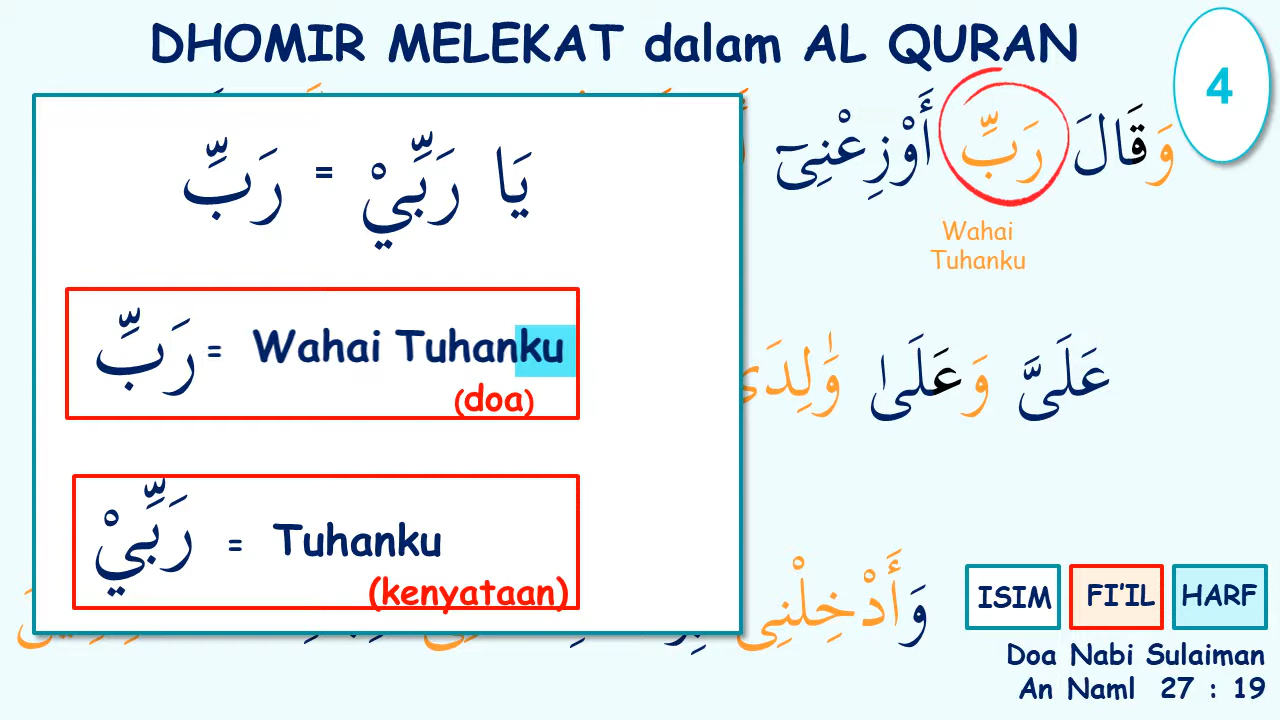 DHOMIR MELEKAT dalam AL QURAN
4
وَقَالَ رَبِّ أَوْزِعْنِىٓ
Wahai
Tuhanku
يَا رَبِّيْ = رَبِّ
رَبِّ = Wahai Tuhanku
(doa)
عَلَىَّ وَعَلَىٰ وَٰلِدَىَّ
رَبِّيْ = Tuhanku
(kenyataan)
وَأَدْخِلْنِى
ISIM
FI'IL
HARF
Doa Nabi Sulaiman
An Naml 27 : 19